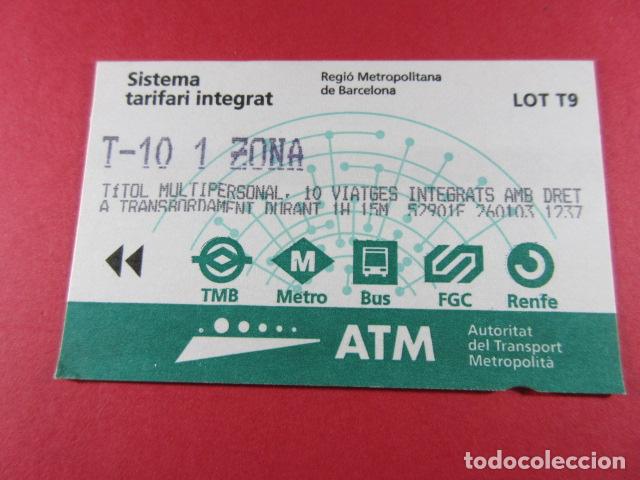 Sistema
tarifari integrat
Regió Metropolitana
de Barcelona
LOT T9
T-10 1 ZONA
TíTOL MULTIPERSONAL. 10 VIATGES INTEGRATS AMB DRET
A TRANSBORDAMENT DURANT 1H 15M 52901F 260103 1237
M
TMB
Metro
Bus
FGC
Renfe
ATM
Autoritat
del Transport
Metropolità
todocoleccion